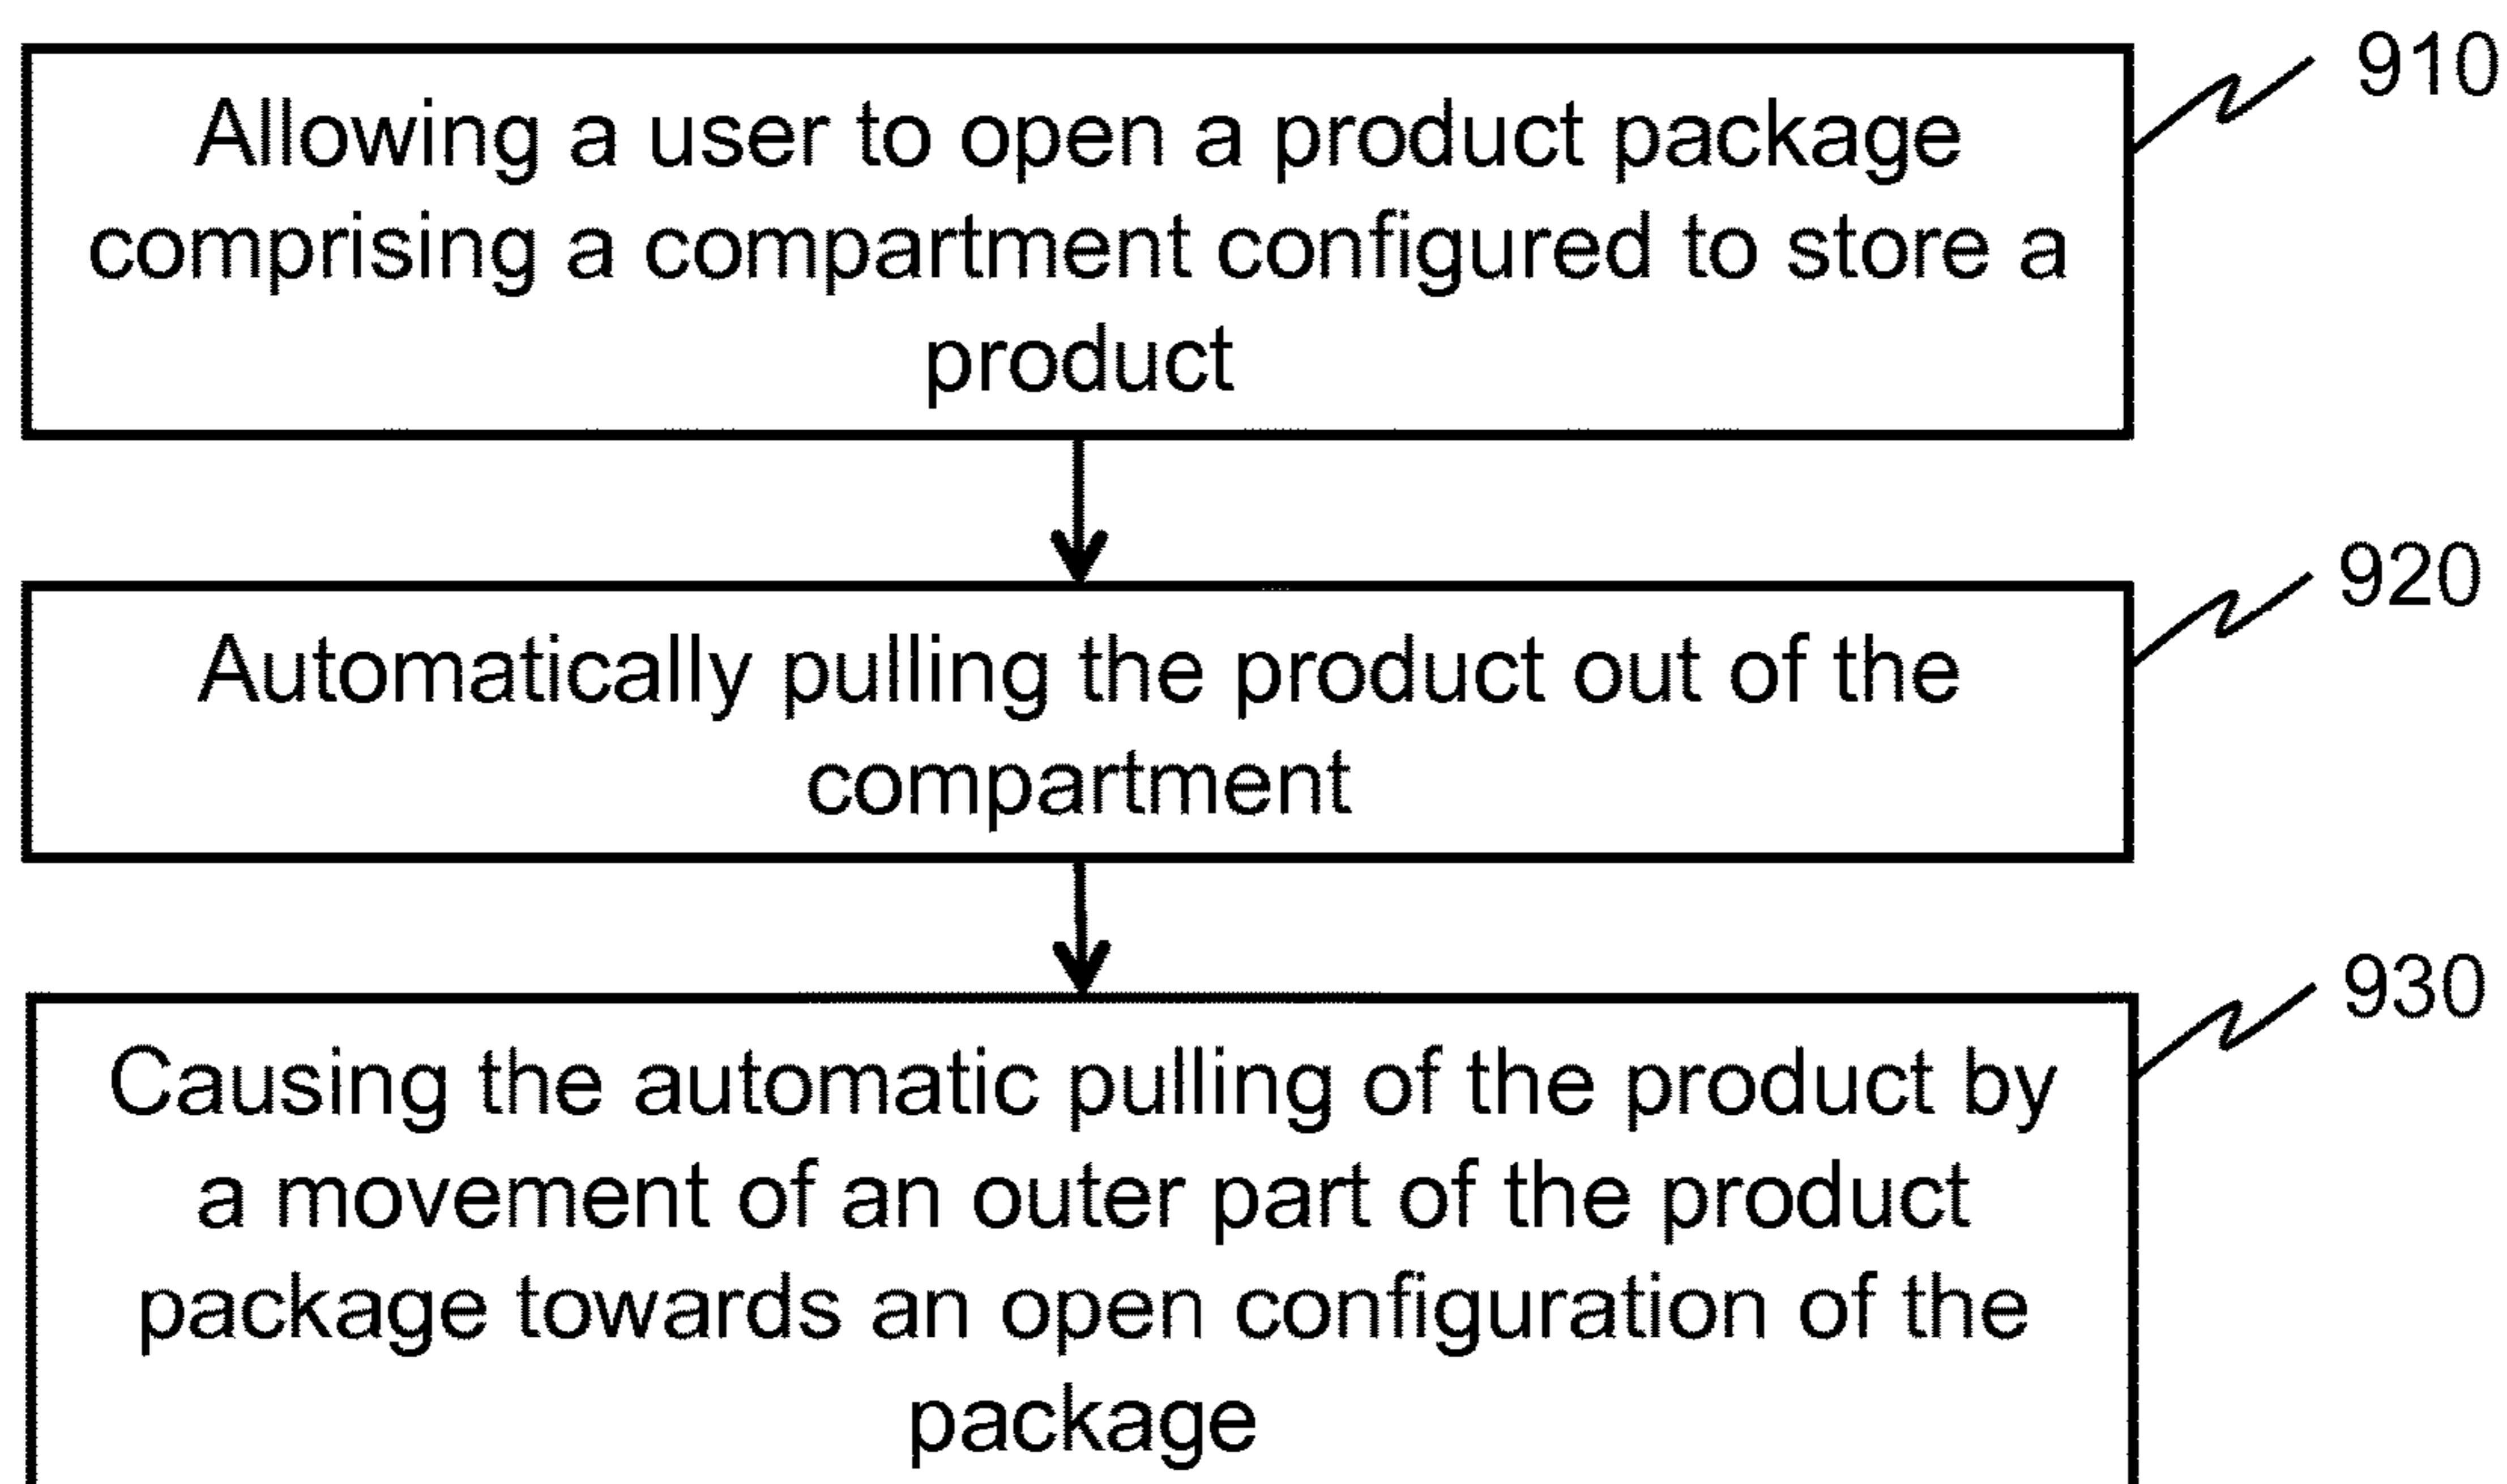 910
Allowing a user to open a product package
comprising a compartment configured to store a
product
920
Automatically pulling the product out of the
compartment
930
Causing the automatic pulling of the product by
a movement of an outer part of the product
package towards an open configuration of the
package